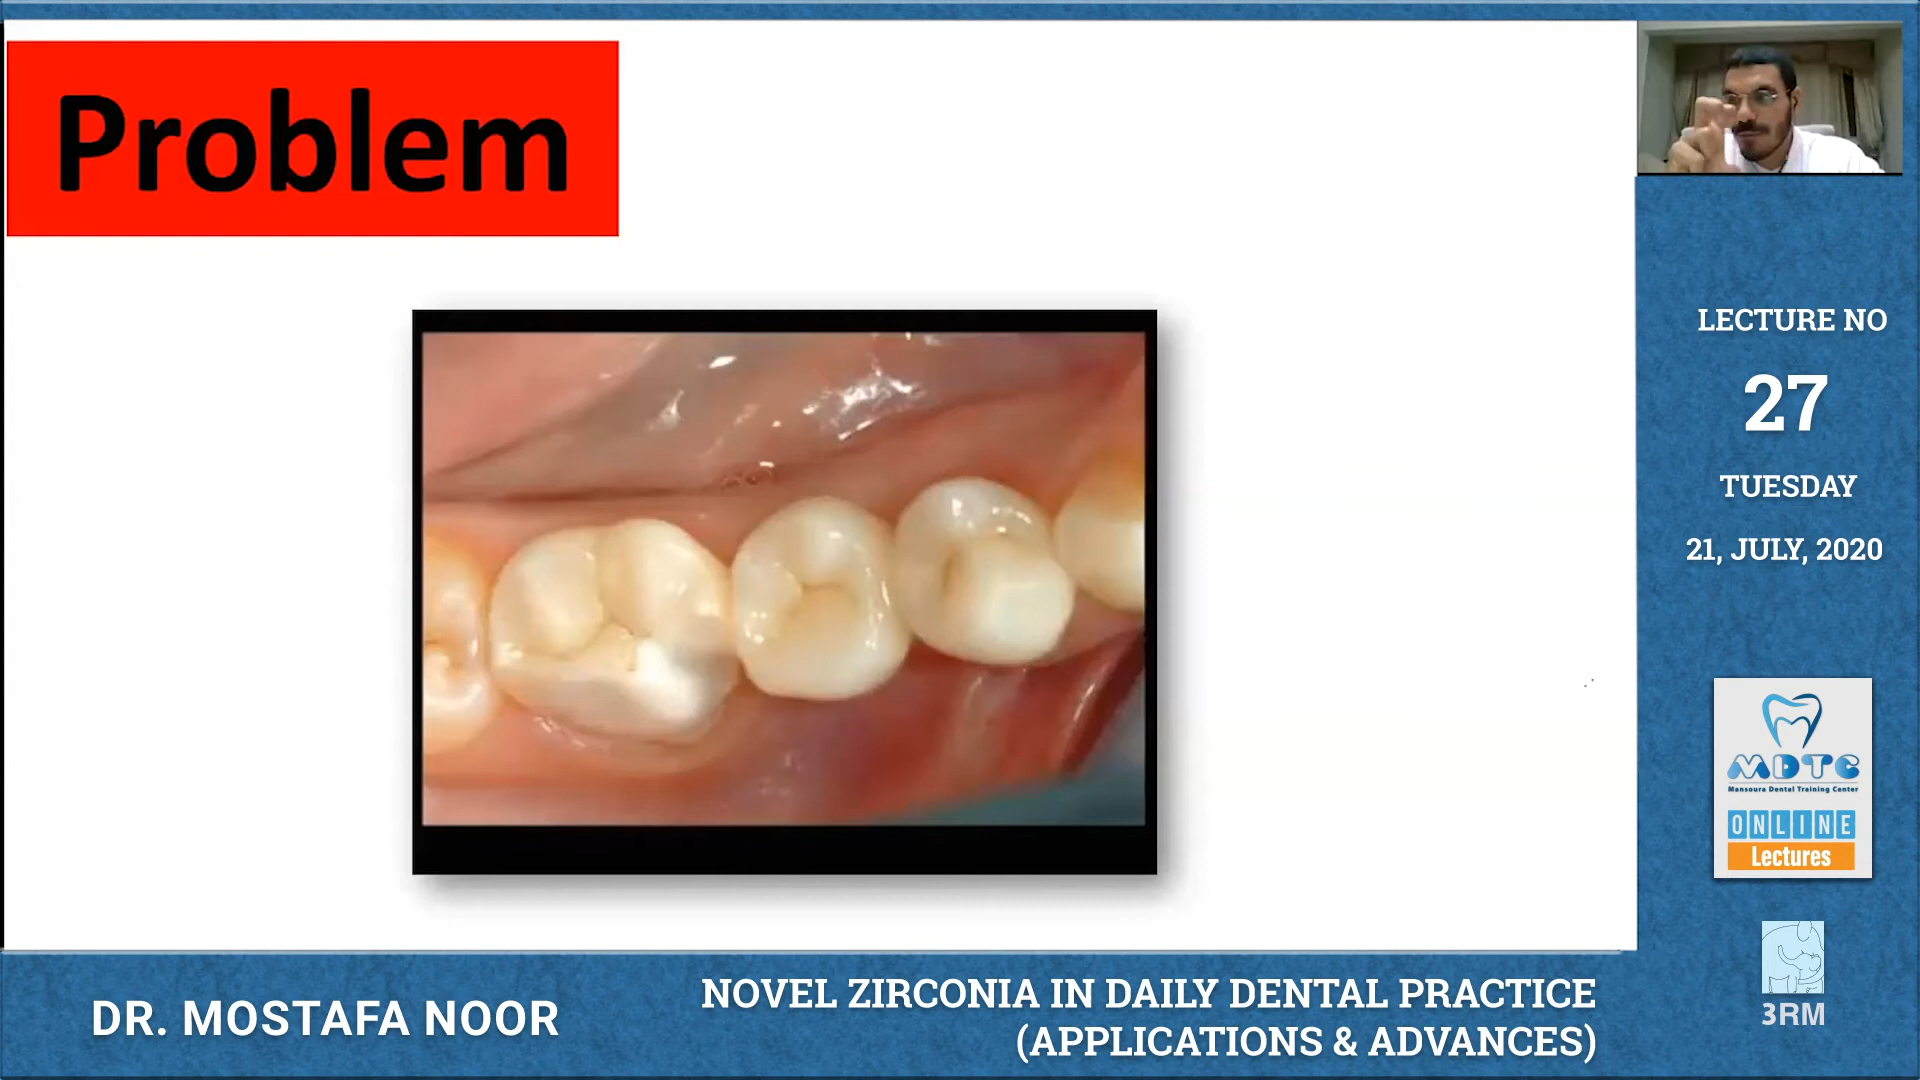 Problem
LECTURE NO
27
TUESDAY
21, JULY, 2020
MDTC
Mansoura Dental Training Center
ONLINE
Lectures
3RM
DR. MOSTAFA NOOR
NOVEL ZIRCONIA IN DAILY DENTAL PRACTICE
(APPLICATIONS & ADVANCES)